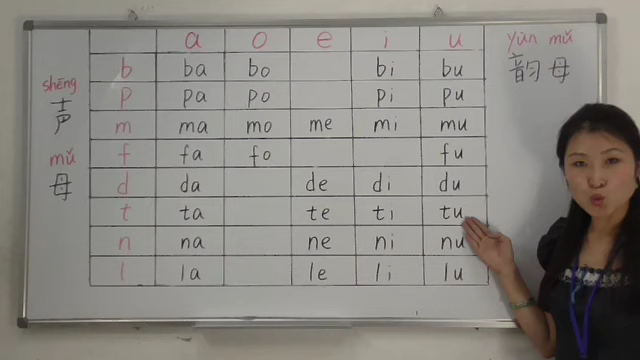 a o e i u
b ba bo bi bu
p pa po pi pu
m ma mo me mi mu
f fa fo fu
d da de di du
t ta te ti tu
n na ne ni nu
l la le li lu
shēng
声
mǔ
母
yùn mǔ
韵母